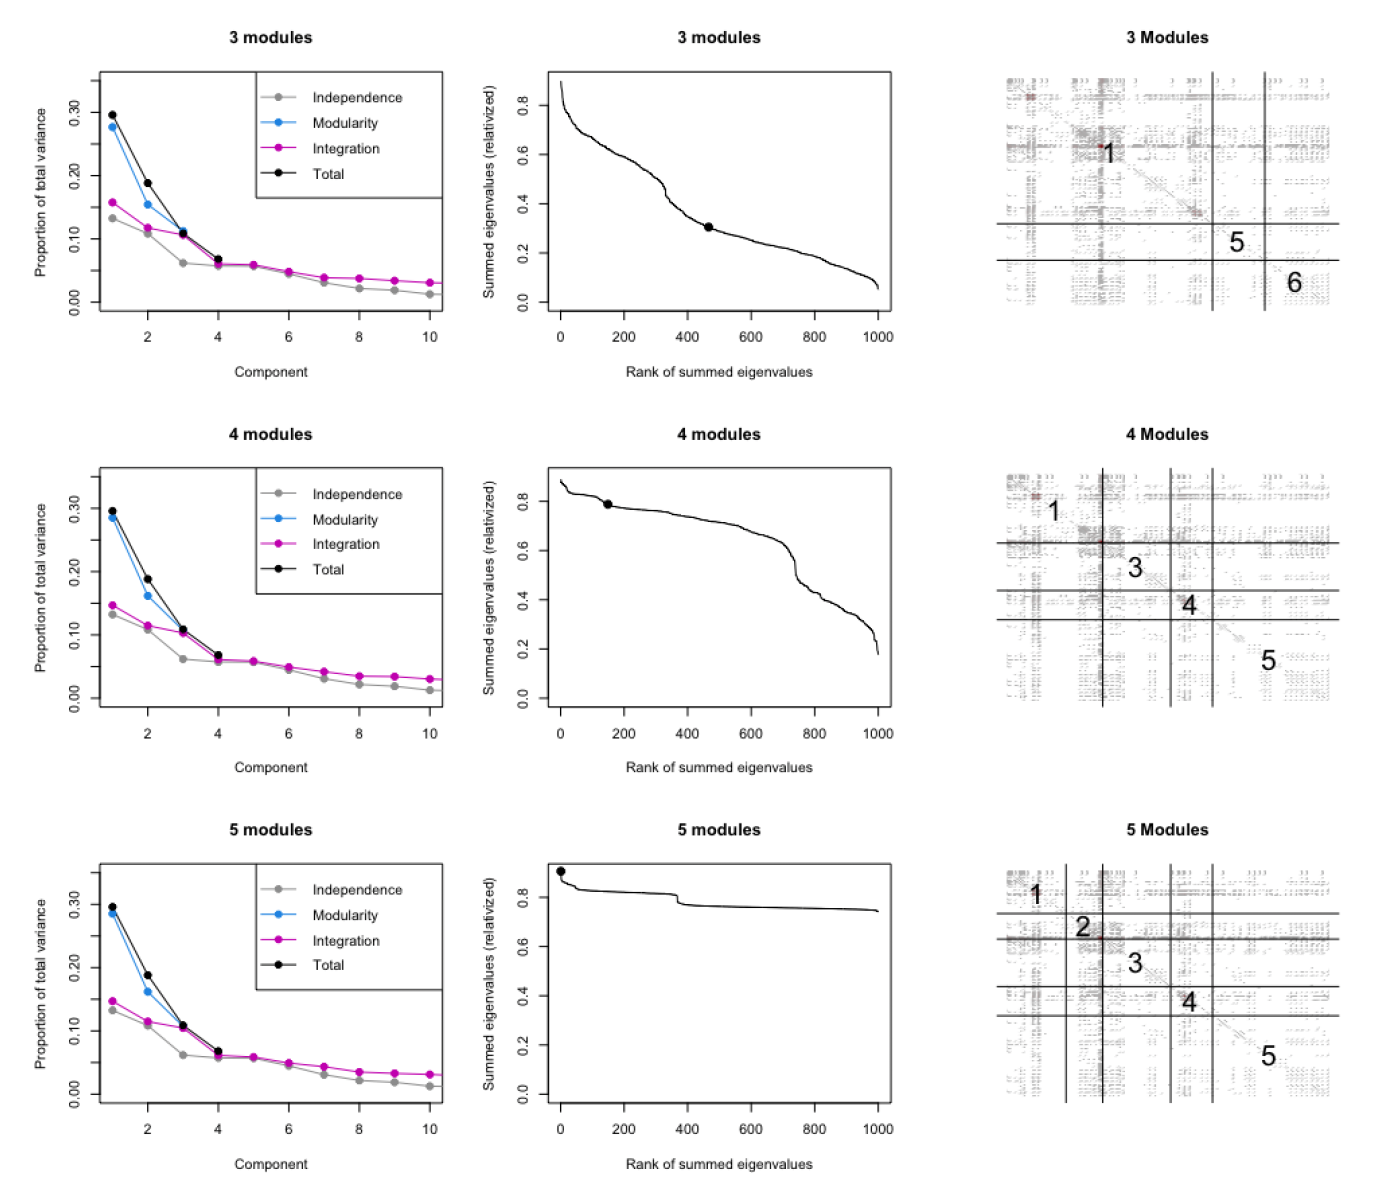 3 modules
3 modules
3 Modules
Proportion of total variance
0.00 0.10 0.20 0.30
Independence
Modularity
Integration
Total
2 4 6 8 10
Component
Summed eigenvalues (relativized)
0.0 0.2 0.4 0.6 0.8
0 200 400 600 800 1000
Rank of summed eigenvalues
1
5
6
4 modules
4 modules
4 Modules
Proportion of total variance
0.00 0.10 0.20 0.30
Independence
Modularity
Integration
Total
2 4 6 8 10
Component
Summed eigenvalues (relativized)
0.0 0.2 0.4 0.6 0.8
0 200 400 600 800 1000
Rank of summed eigenvalues
1
3
4
5
5 modules
5 modules
5 Modules
Proportion of total variance
0.00 0.10 0.20 0.30
Independence
Modularity
Integration
Total
2 4 6 8 10
Component
Summed eigenvalues (relativized)
0.0 0.2 0.4 0.6 0.8
0 200 400 600 800 1000
Rank of summed eigenvalues
1
2
3
4
5